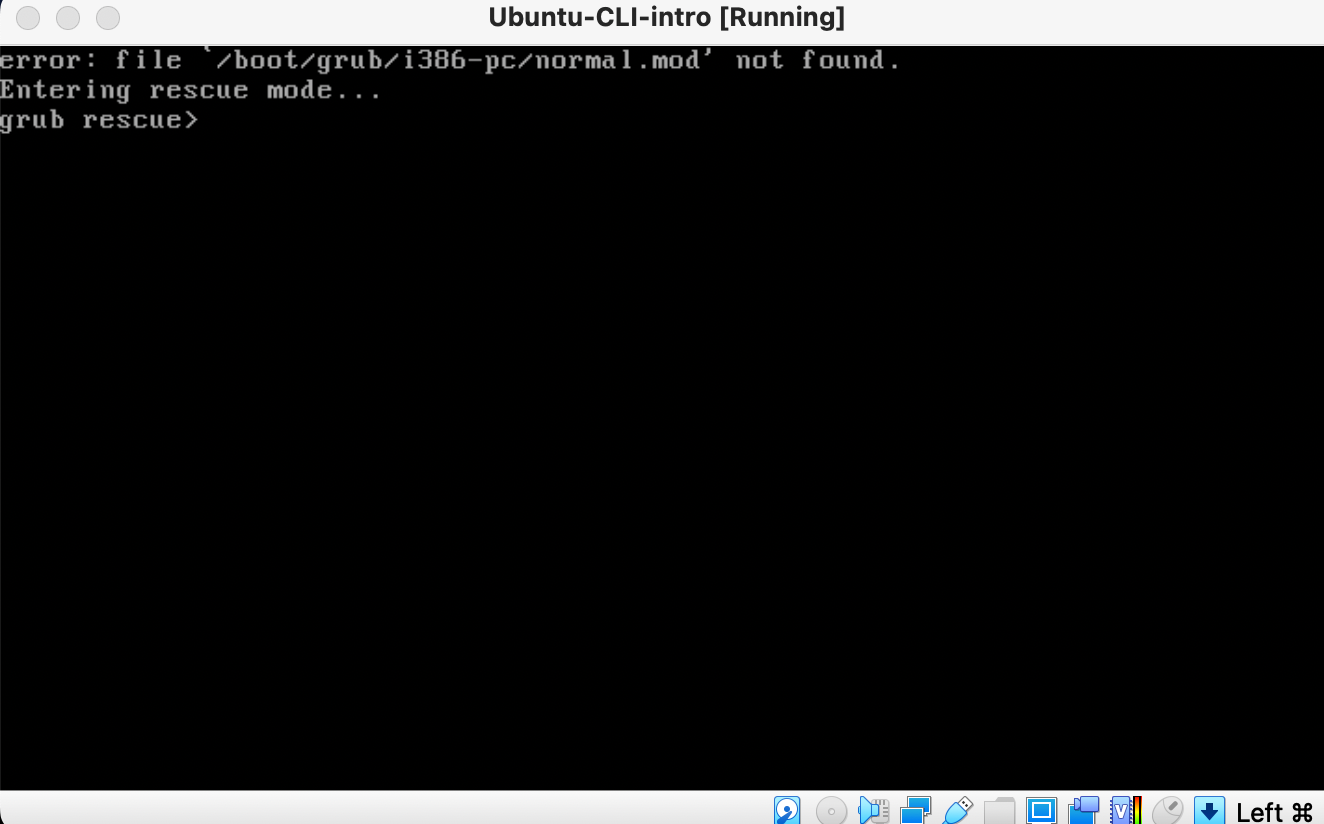 Ubuntu-CLI-intro [Running]
error: file `/boot/grub/i386-pc/normal.mod' not found.
Entering rescue mode...
grub rescue>
Left ⌘